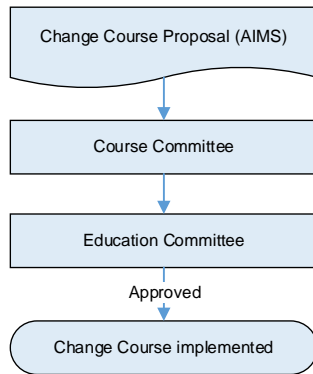 Change Course Proposal (AIMS)
Course Committee
Education Committee
Approved
Change Course implemented